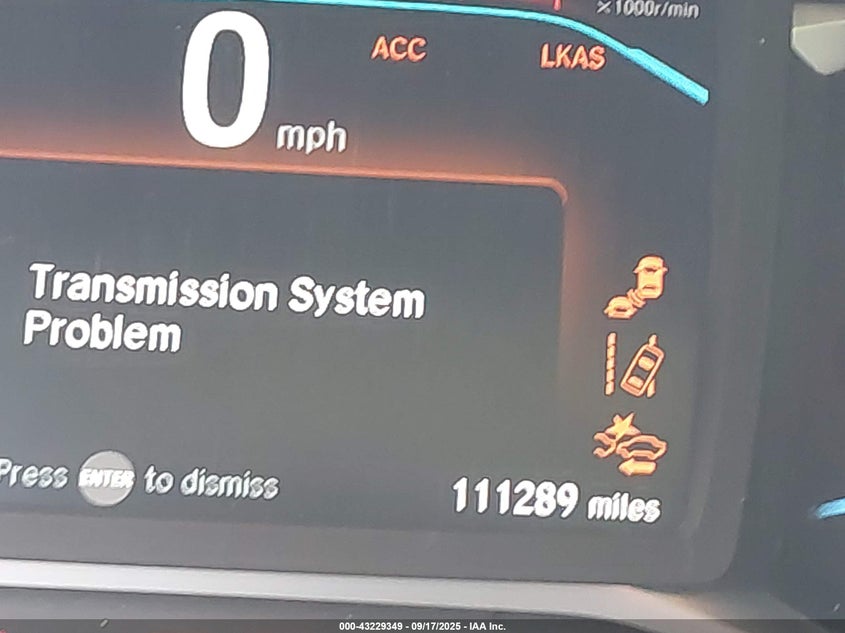 ×1000r/min
ACC
LKAS
0 mph
Transmission System
Problem
Press ENTER to dismiss
111289 miles
000-43229349 - 09/17/2025 - IAA Inc.